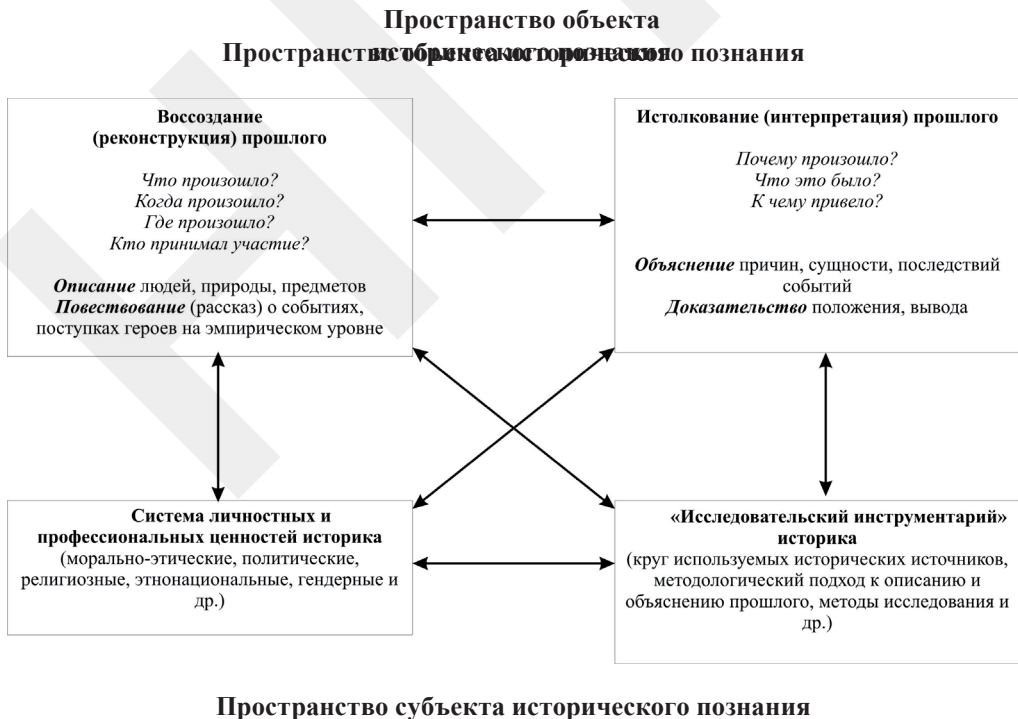 Пространство объекта
исторического познания
Пространство объекта исторического познания
Воссоздание
(реконструкция) прошлого
Что произошло?
Когда произошло?
Где произошло?
Кто принимал участие?
Описание людей, природы, предметов
Повествование (рассказ) о событиях,
поступках героев на эмпирическом уровне
Истолкование (интерпретация) прошлого
Почему произошло?
Что это было?
К чему привело?
Объяснение причин, сущности, последствий
событий
Доказательство положения, вывода
Система личностных и
профессиональных ценностей историка
(морально-этические, политические,
религиозные, этнонациональные, гендерные и
др.)
«Исследовательский инструментарий»
историка
(круг используемых исторических источников,
методологический подход к описанию и
объяснению прошлого, методы исследования и
др.)
Пространство субъекта исторического познания